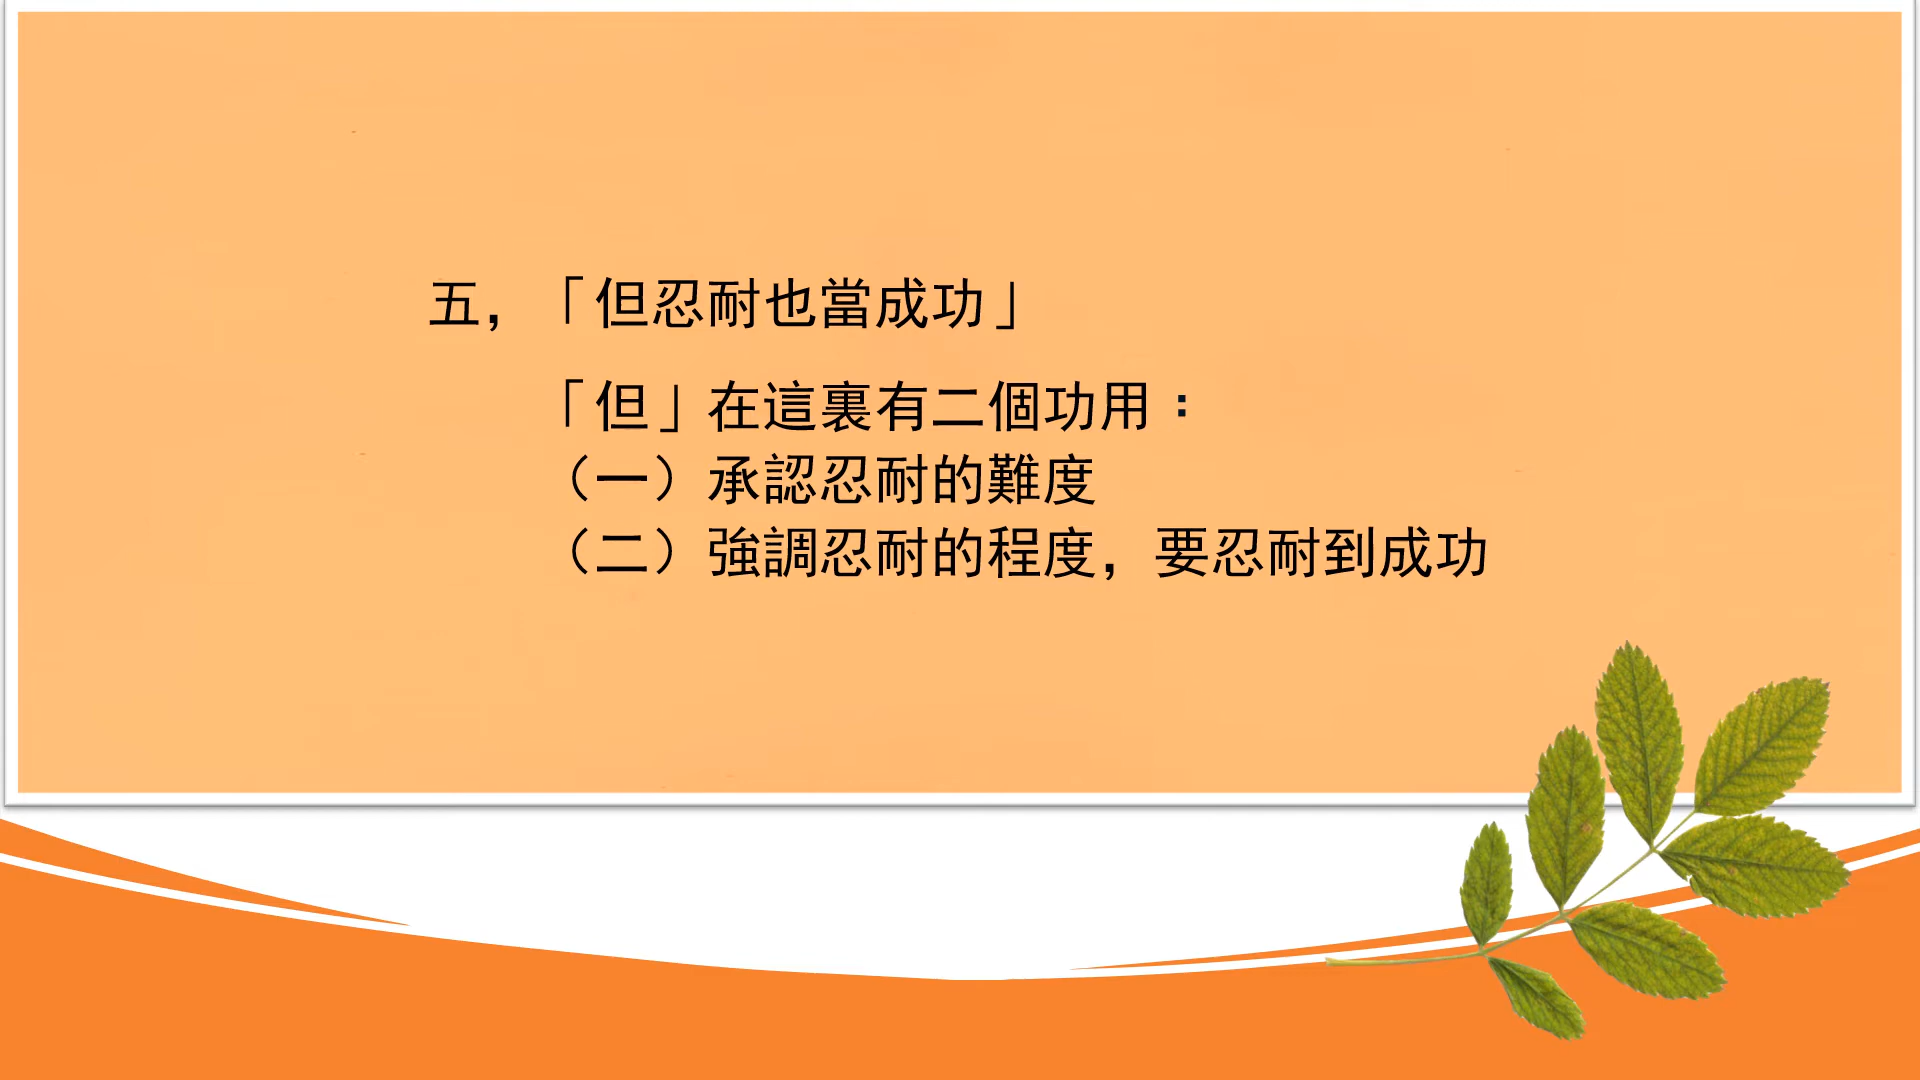 五，「但忍耐也當成功」
「但」在這裏有二個功用：
（一）承認忍耐的難度
（二）強調忍耐的程度，要忍耐到成功